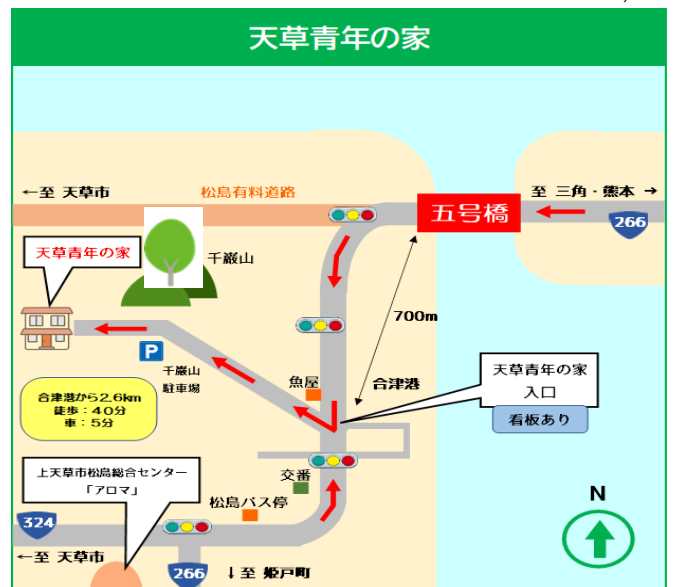 天草青年の家
←至 天草市
松島有料道路
至 三角・熊本 →
五号橋
266
天草青年の家
千巌山
700m
P
千巌山
駐車場
魚屋
合津港
天草青年の家
入口
看板あり
合津港から2.6km
徒歩：40分
車：5分
上天草市松島総合センター
「アロマ」
交番
松島バス停
N
324
←至 天草市
266
↓至 姫戸町